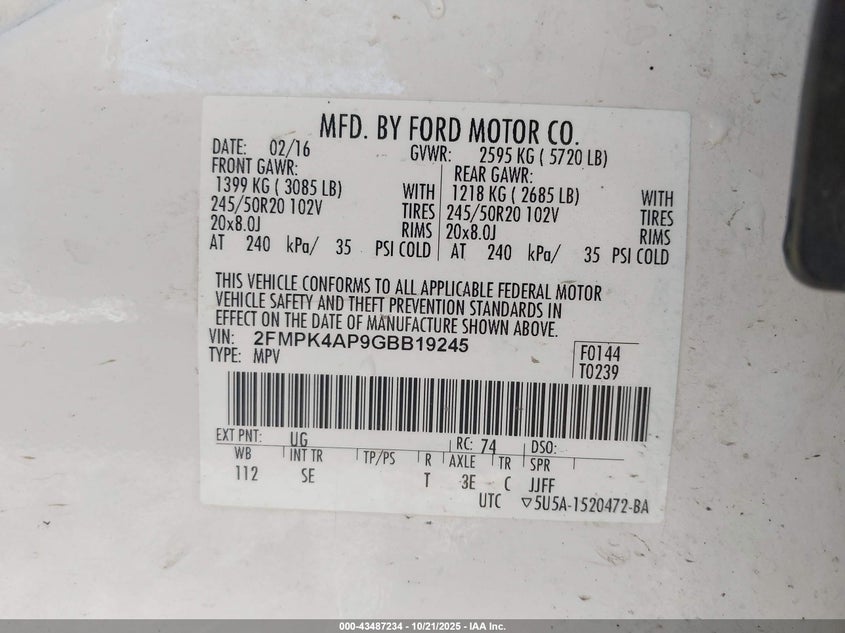 MFD. BY FORD MOTOR CO.
DATE: 02/16 GVWR: 2595 KG ( 5720 LB)
FRONT GAWR: REAR GAWR:
1399 KG ( 3085 LB) WITH 1218 KG ( 2685 LB) WITH
245/50R20 102V TIRES 245/50R20 102V TIRES
20x8.0J RIMS 20x8.0J RIMS
AT 240 kPa/ 35 PSI COLD AT 240 kPa/ 35 PSI COLD
THIS VEHICLE CONFORMS TO ALL APPLICABLE FEDERAL MOTOR
VEHICLE SAFETY AND THEFT PREVENTION STANDARDS IN
EFFECT ON THE DATE OF MANUFACTURE SHOWN ABOVE.
VIN: 2FMPK4AP9GBB19245
TYPE: MPV
F0144
T0239
EXT PNT: UG RC: 74 DSO:
WB INT TR TP/PS R AXLE TR SPR
112 SE T 3E C JJFF
UTC ▽5U5A-1520472-BA
000-43487234 - 10/21/2025 - IAA Inc.